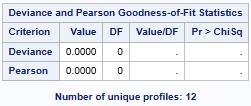 Deviance and Pearson Goodness-of-Fit Statistics
Criterion Value DF Value/DF Pr > ChiSq
Deviance 0.0000 0 . .
Pearson 0.0000 0 . .
Number of unique profiles: 12